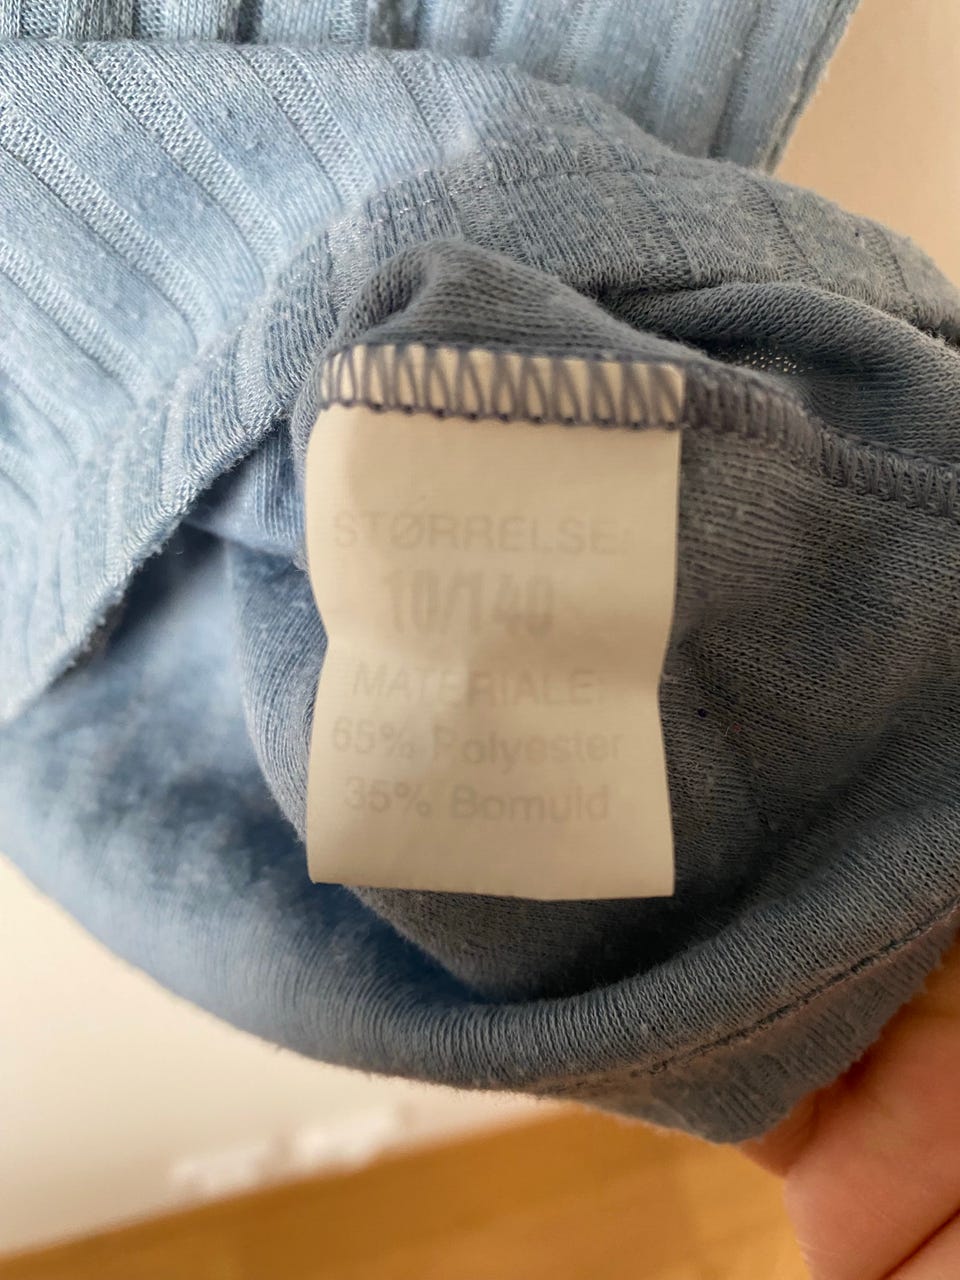 STØRRELSE:
10/140
MATERIALE:
65% Polyester
35% Bomuld